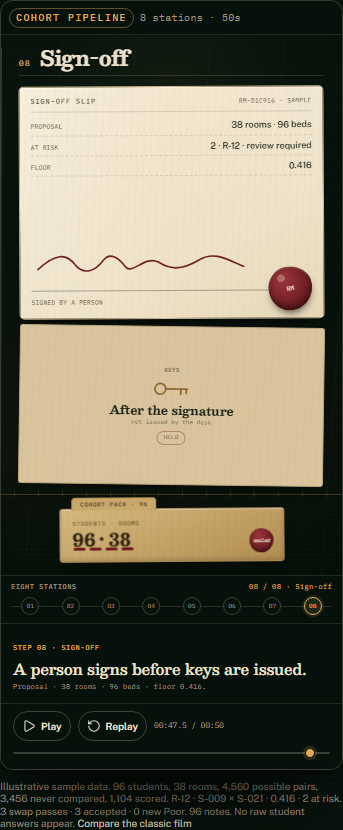 COHORT PIPELINE 8 stations · 50s
08 Sign-off
SIGN-OFF SLIP RM-D1C916 · SAMPLE
PROPOSAL 38 rooms · 96 beds
AT RISK 2 · R-12 · review required
FLOOR 0.416
RM
SIGNED BY A PERSON
KEYS
After the signature
not issued by the desk
HELD
COHORT PACK · 96
STUDENTS · ROOMS
96 · 38
sealed
EIGHT STATIONS 08 / 08 · Sign-off
01 02 03 04 05 06 07 08
STEP 08 · SIGN-OFF
A person signs before keys are issued.
Proposal · 38 rooms · 96 beds · floor 0.416.
Play Replay 00:47.5 / 00:50
Illustrative sample data. 96 students, 38 rooms, 4,560 possible pairs,
3,456 never compared, 1,104 scored. R-12 · S-009 × S-021 · 0.416 · 2 at risk.
3 swap passes · 3 accepted · 0 new Poor. 96 notes. No raw student
answers appear. Compare the classic film